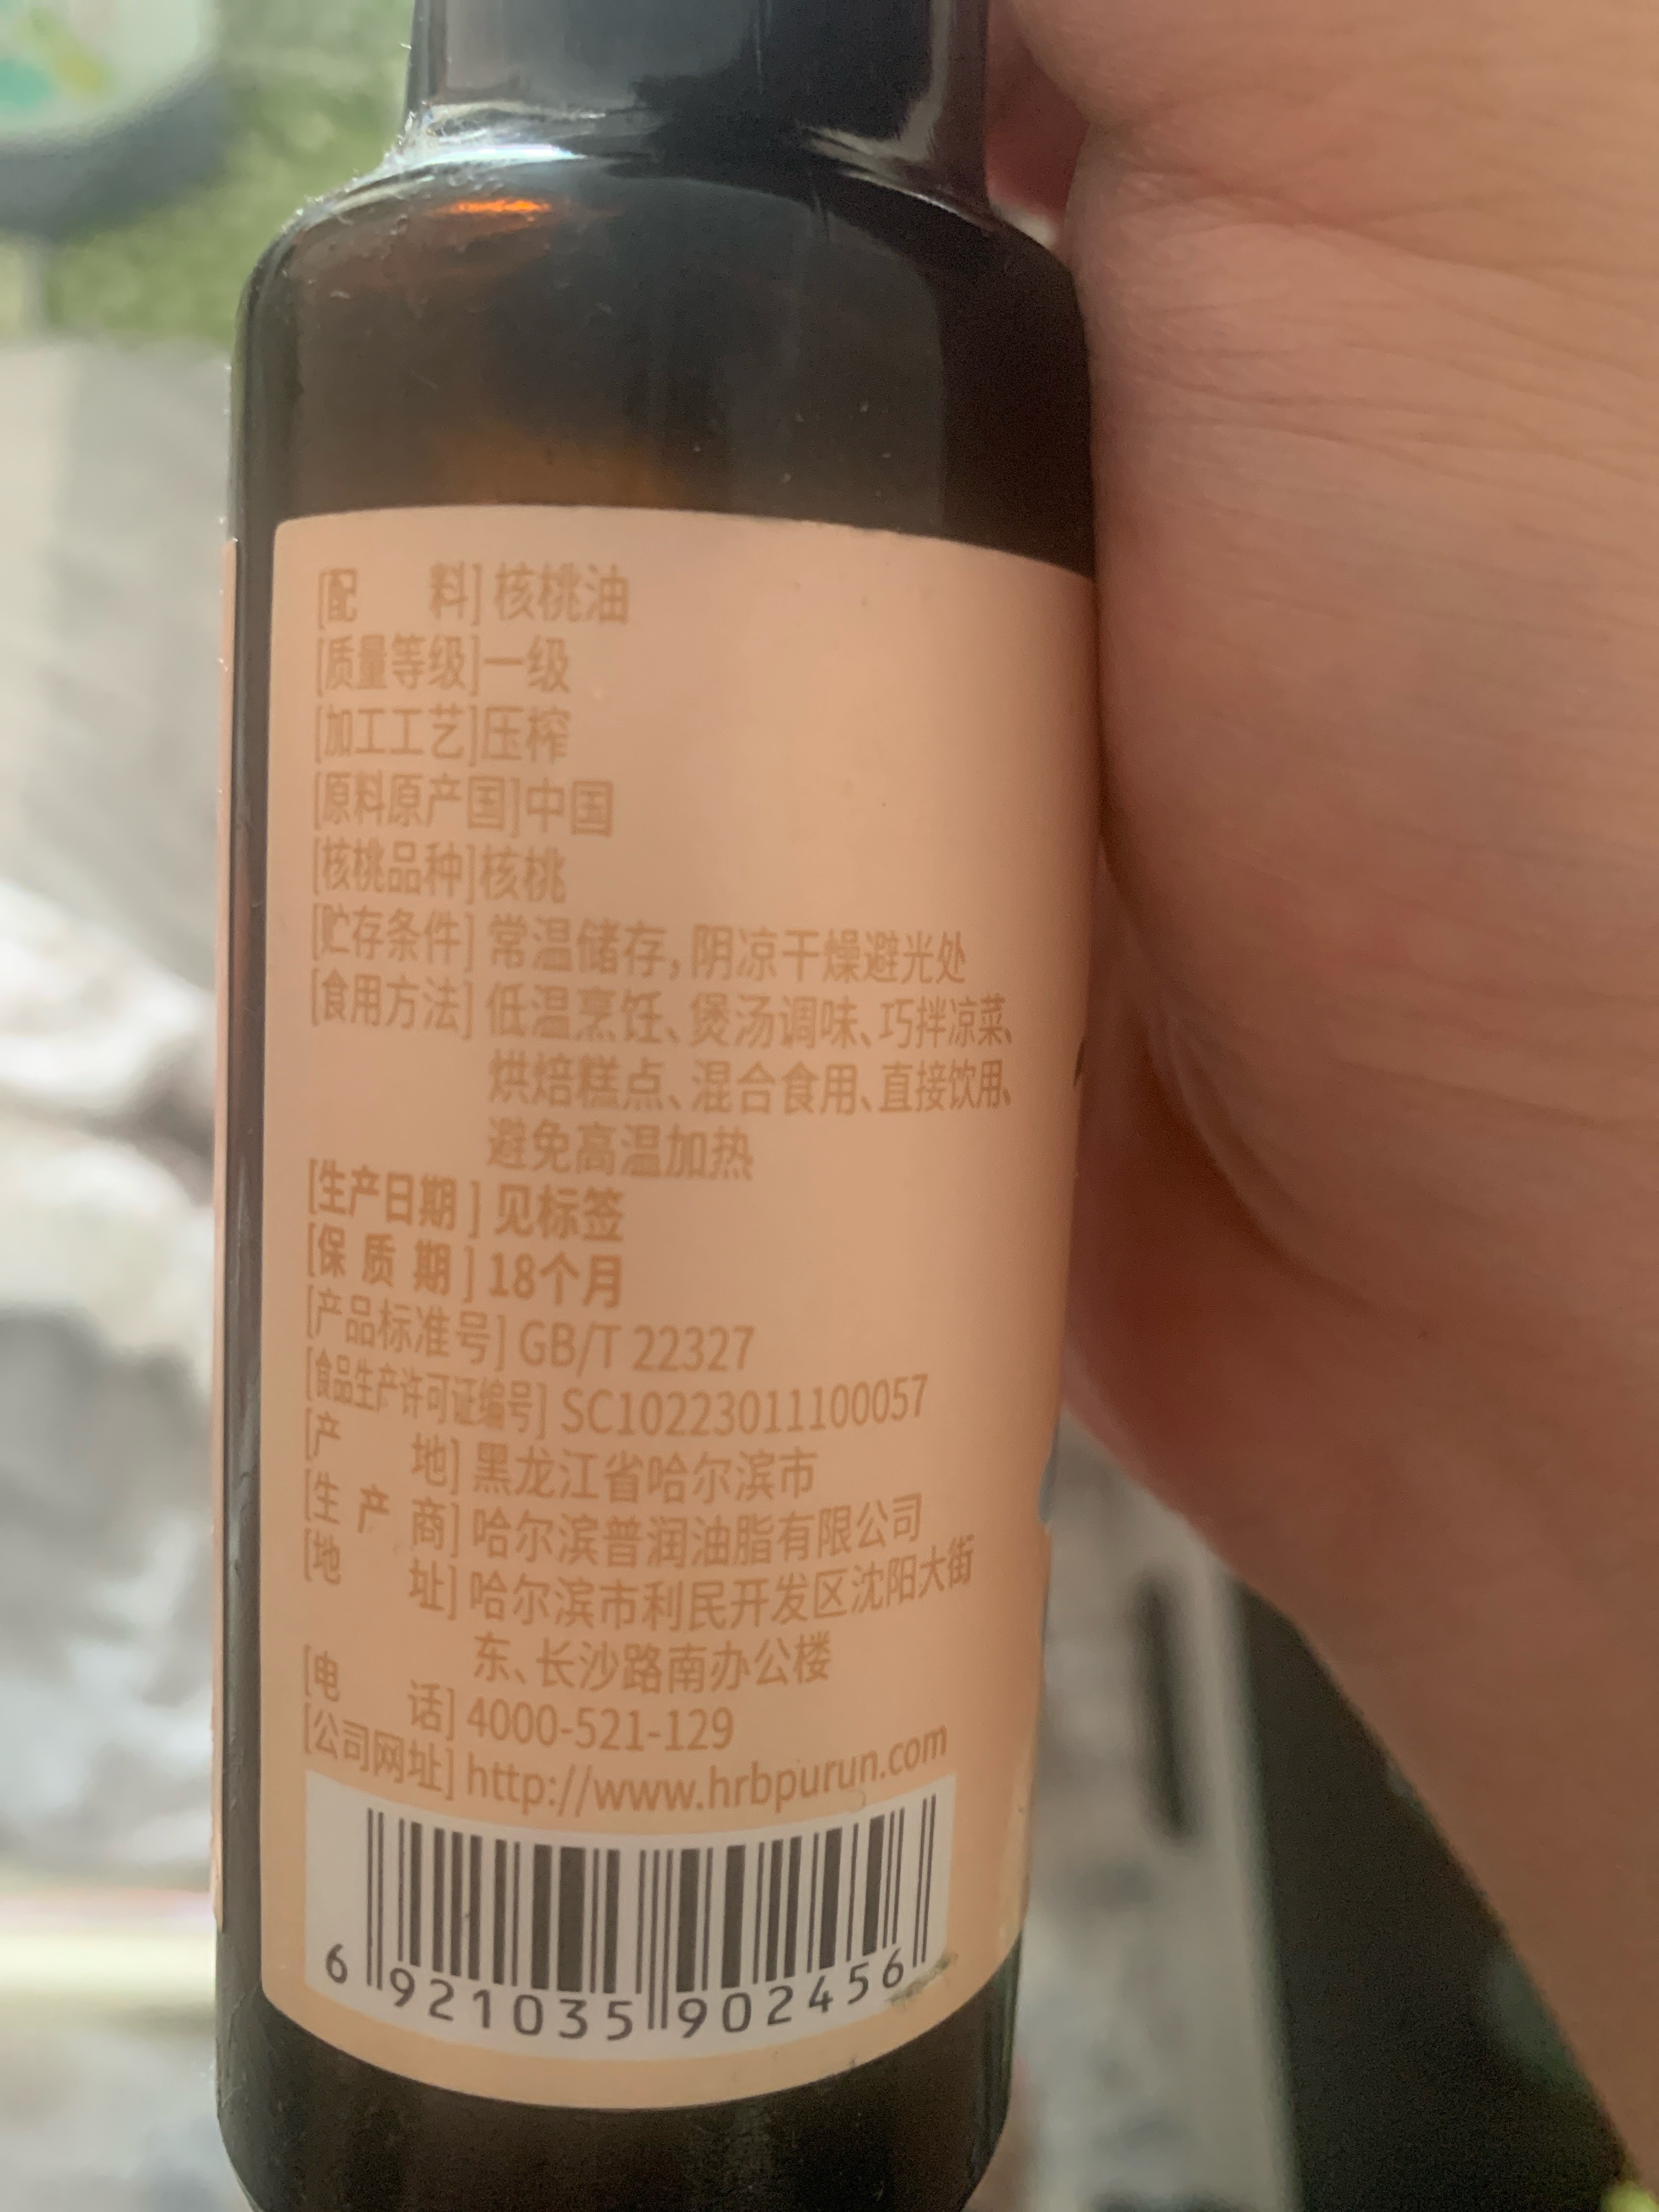 [配料] 核桃油
[质量等级]一级
[加工工艺]压榨
[原料原产国]中国
[核桃品种]核桃
[贮存条件] 常温储存,阴凉干燥避光处
[食用方法] 低温烹饪、煲汤调味、巧拌凉菜、
烘焙糕点、混合食用、直接饮用、
避免高温加热
[生产日期] 见标签
[保质期] 18个月
[产品标准号] GB/T 22327
[食品生产许可证编号] SC10223011100057
[产地] 黑龙江省哈尔滨市
[生产商] 哈尔滨普润油脂有限公司
[地址] 哈尔滨市利民开发区沈阳大街
东、长沙路南办公楼
[电话] 4000-521-129
[公司网址] http://www.hrbpurun.com
6 921035 902456